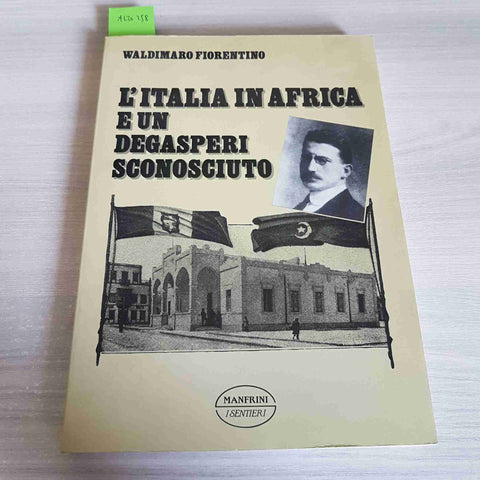 WALDIMARO FIORENTINO
L'ITALIA IN AFRICA
E UN
DEGASPERI
SCONOSCIUTO
MANFRINI
I SENTIERI